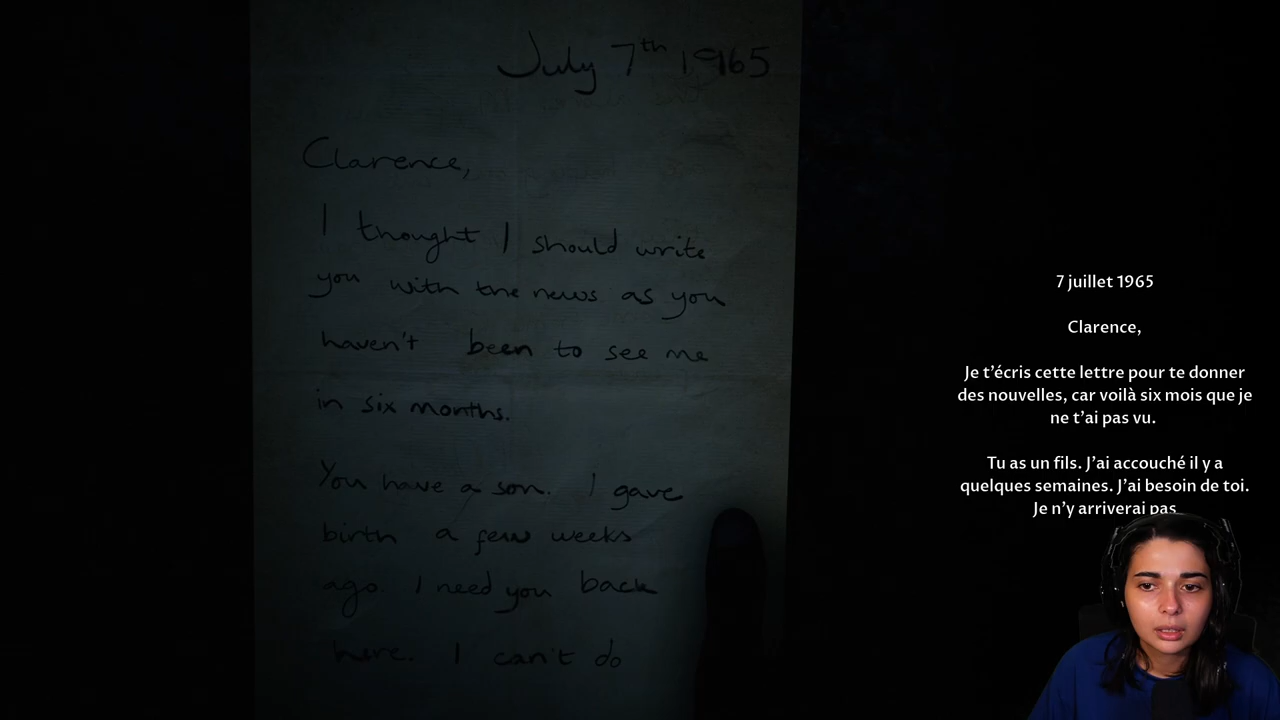 July 7th 1965
Clarence,
I thought I should write
you with the news as you
haven't been to see me
in six months.
You have a son. I gave
birth a few weeks
ago. I need you back
here. I can't do
7 juillet 1965
Clarence,
Je t'écris cette lettre pour te donner
des nouvelles, car voilà six mois que je
ne t'ai pas vu.
Tu as un fils. J'ai accouché il y a
quelques semaines. J'ai besoin de toi.
Je n'y arriverai pas